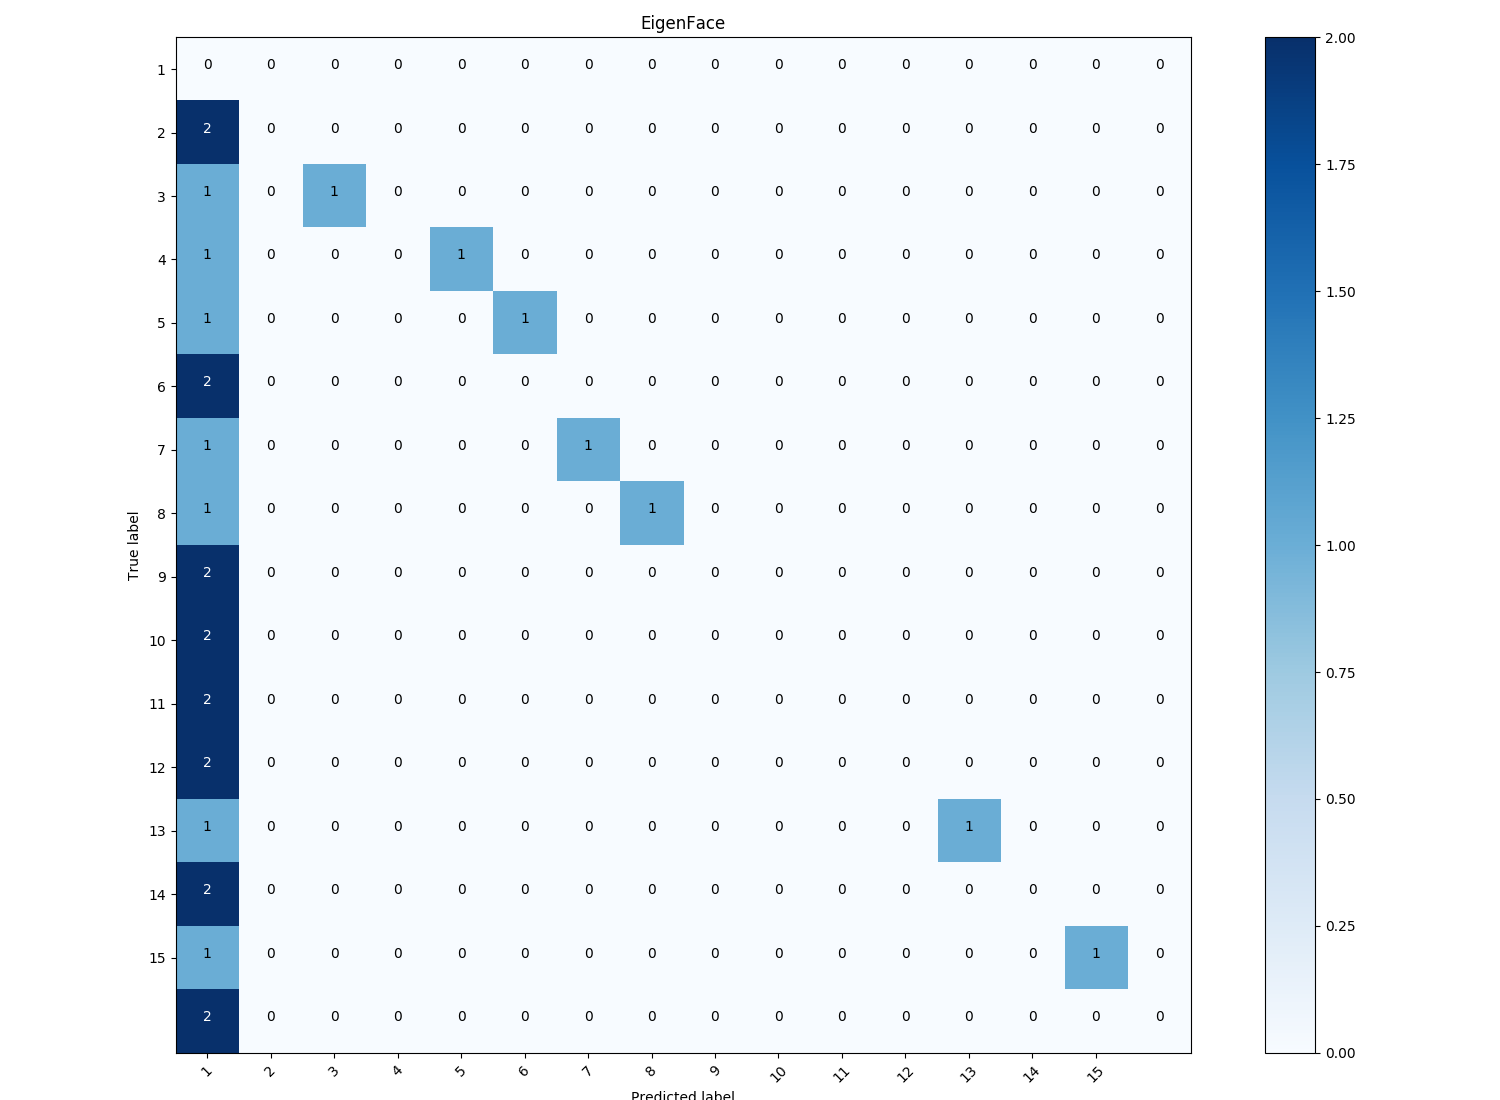 EigenFace
1 0 0 0 0 0 0 0 0 0 0 0 0 0 0 0 0
2 2 0 0 0 0 0 0 0 0 0 0 0 0 0 0 0
3 1 0 1 0 0 0 0 0 0 0 0 0 0 0 0 0
4 1 0 0 0 1 0 0 0 0 0 0 0 0 0 0 0
5 1 0 0 0 0 1 0 0 0 0 0 0 0 0 0 0
6 2 0 0 0 0 0 0 0 0 0 0 0 0 0 0 0
7 1 0 0 0 0 0 1 0 0 0 0 0 0 0 0 0
8 1 0 0 0 0 0 0 1 0 0 0 0 0 0 0 0
9 2 0 0 0 0 0 0 0 0 0 0 0 0 0 0 0
10 2 0 0 0 0 0 0 0 0 0 0 0 0 0 0 0
11 2 0 0 0 0 0 0 0 0 0 0 0 0 0 0 0
12 2 0 0 0 0 0 0 0 0 0 0 0 0 0 0 0
13 1 0 0 0 0 0 0 0 0 0 0 0 1 0 0 0
14 2 0 0 0 0 0 0 0 0 0 0 0 0 0 0 0
15 1 0 0 0 0 0 0 0 0 0 0 0 0 0 1 0
2 0 0 0 0 0 0 0 0 0 0 0 0 0 0 0
1 2 3 4 5 6 7 8 9 10 11 12 13 14 15
True label
Predicted label
2.00
1.75
1.50
1.25
1.00
0.75
0.50
0.25
0.00